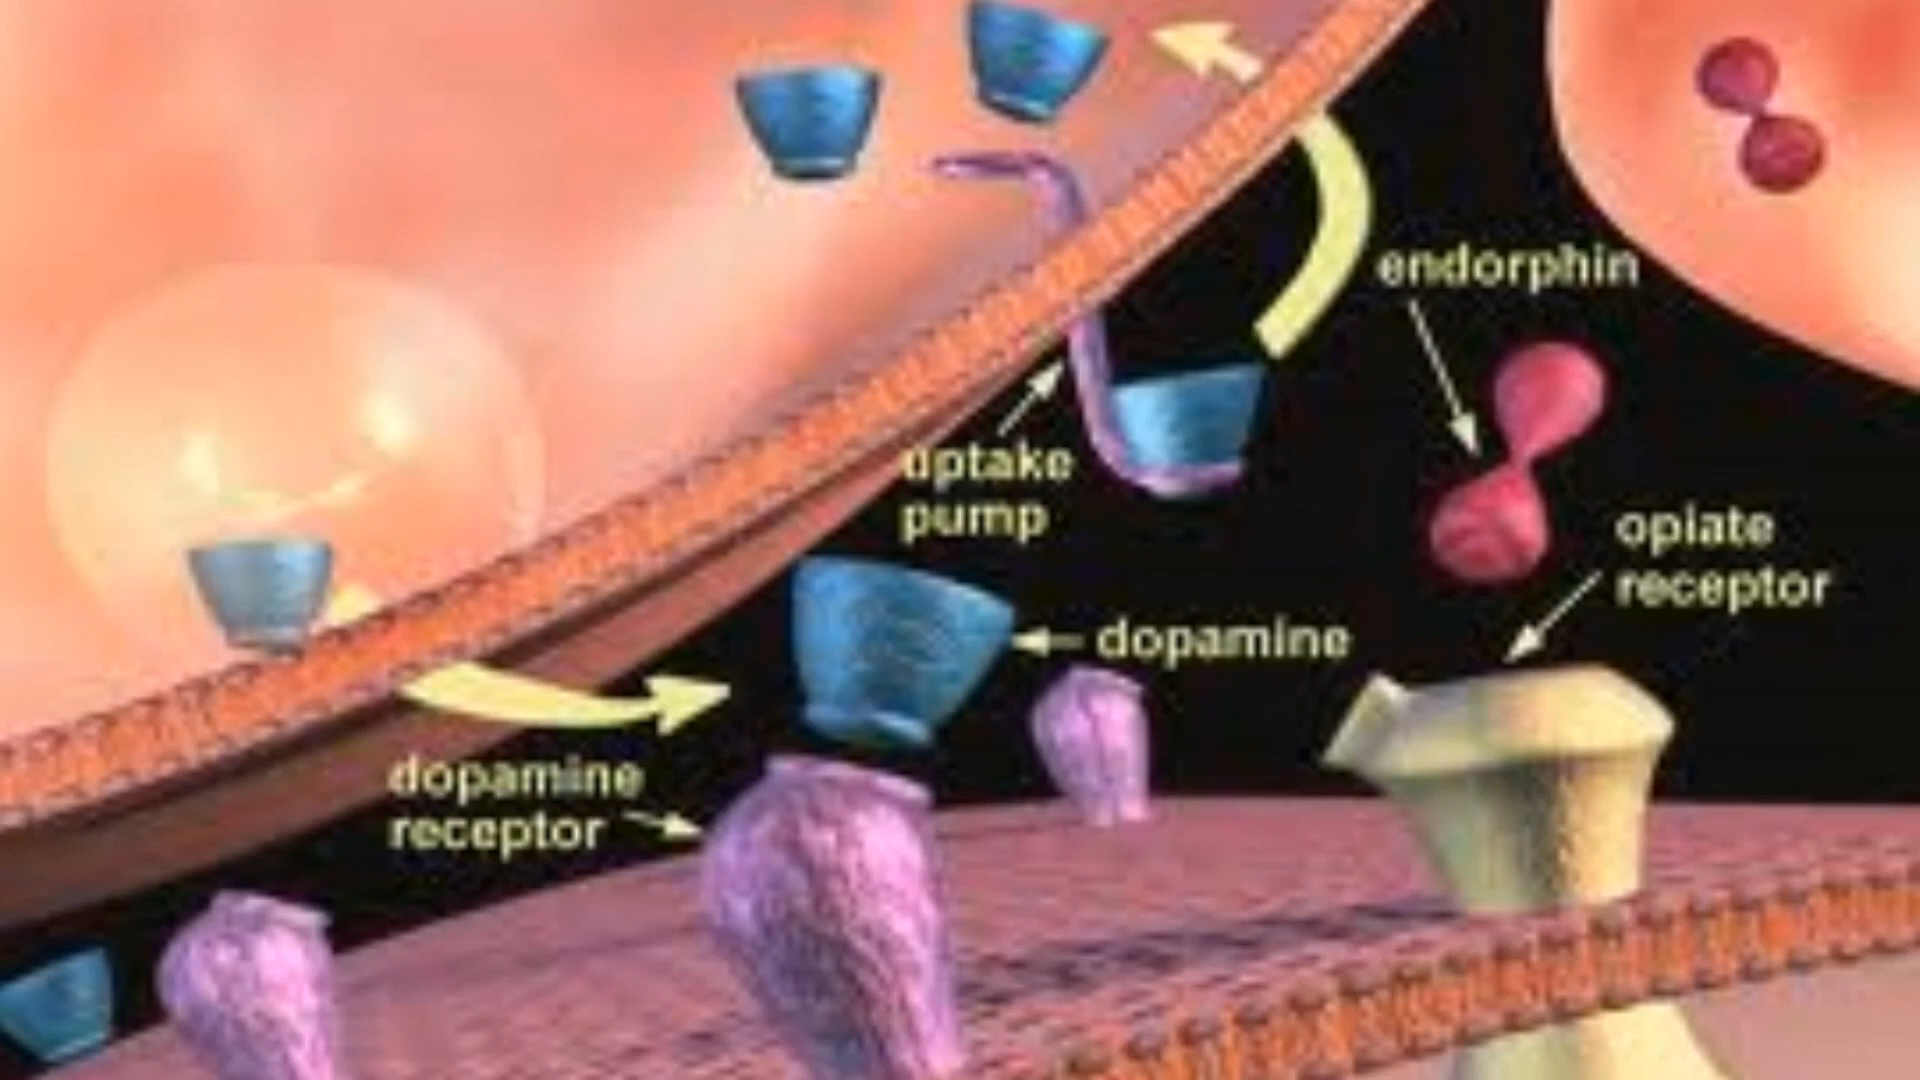 endorphin
uptake
pump
opiate
receptor
dopamine
dopamine
receptor